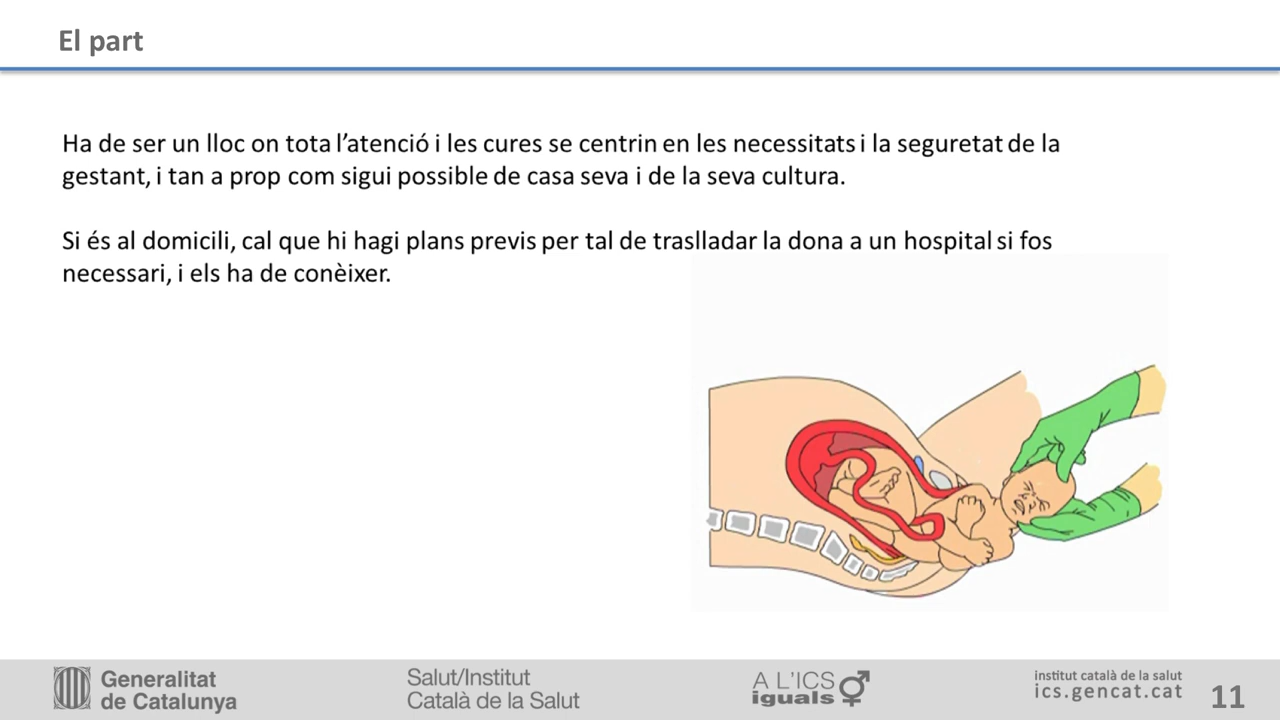 El part
Ha de ser un lloc on tota l’atenció i les cures se centrin en les necessitats i la seguretat de la
gestant, i tan a prop com sigui possible de casa seva i de la seva cultura.
Si és al domicili, cal que hi hagi plans previs per tal de traslladar la dona a un hospital si fos
necessari, i els ha de conèixer.
Generalitat
de Catalunya
Salut/Institut
Català de la Salut
A L'ICS
iguals
institut català de la salut
ics.gencat.cat
11